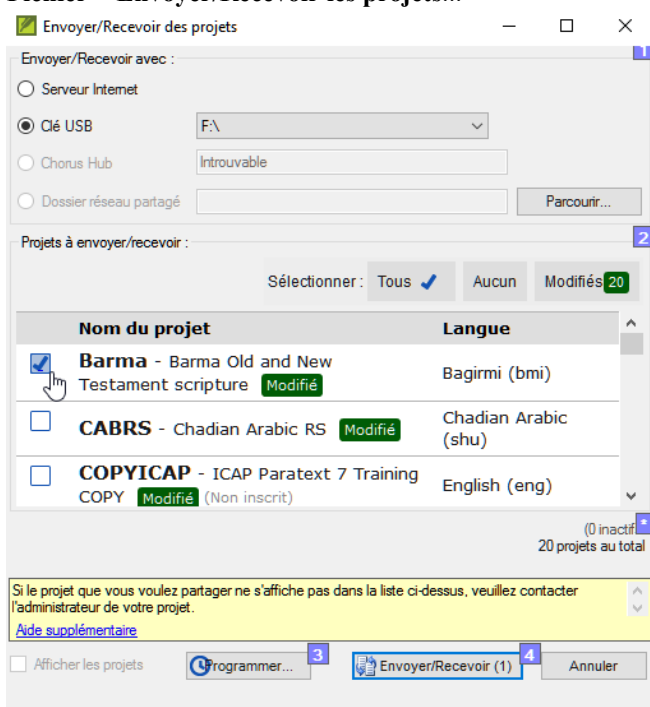 Envoyer/Recevoir des projets
Envoyer/Recevoir avec :
1
Serveur Internet
Clé USB F:\
Chorus Hub Introuvable
Dossier réseau partagé Parcourir...
Projets à envoyer/recevoir :
2
Sélectionner : Tous Aucun Modifiés 20
Nom du projet Langue
Barma - Barma Old and New
Testament scripture Modifié
Bagirmi (bmi)
CABRS - Chadian Arabic RS Modifié
Chadian Arabic
(shu)
COPYICAP - ICAP Paratext 7 Training
COPY Modifié (Non inscrit)
English (eng)
(0 inactif
*
20 projets au total
Si le projet que vous voulez partager ne s'affiche pas dans la liste ci-dessus, veuillez contacter
l'administrateur de votre projet.
Aide supplémentaire
Afficher les projets Programmer... 3 Envoyer/Recevoir (1) 4 Annuler